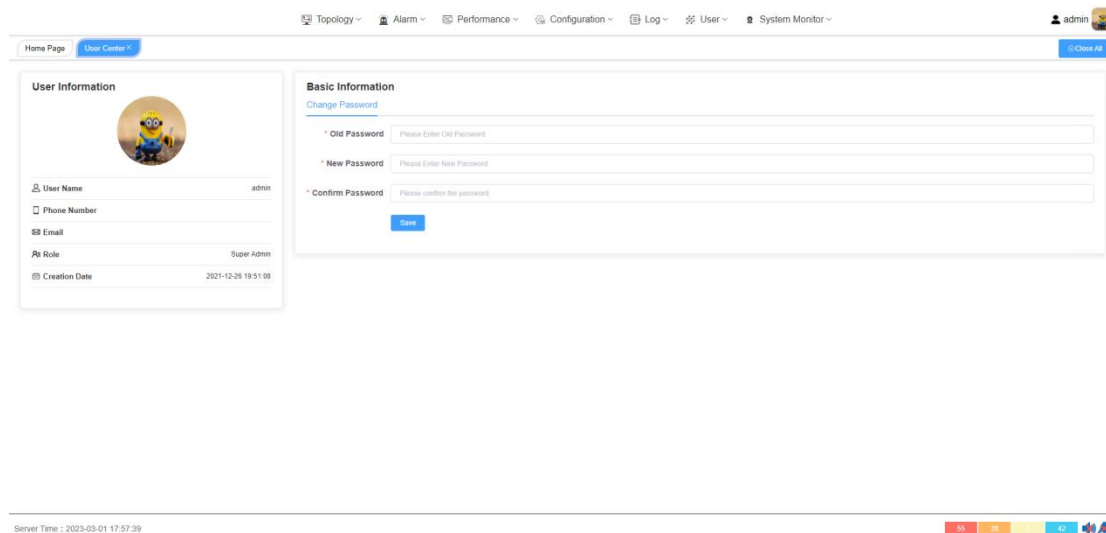 Topology Alarm Performance Configuration Log User System Monitor admin
Home Page User Center × Close All
User Information
Basic Information
Change Password
* Old Password Please Enter Old Password
* New Password Please Enter New Password
* Confirm Password Please confirm the password
Save
User Name admin
Phone Number
Email
Role Super Admin
Creation Date 2021-12-26 19:51:08
Server Time : 2023-03-01 17:57:39
55 42